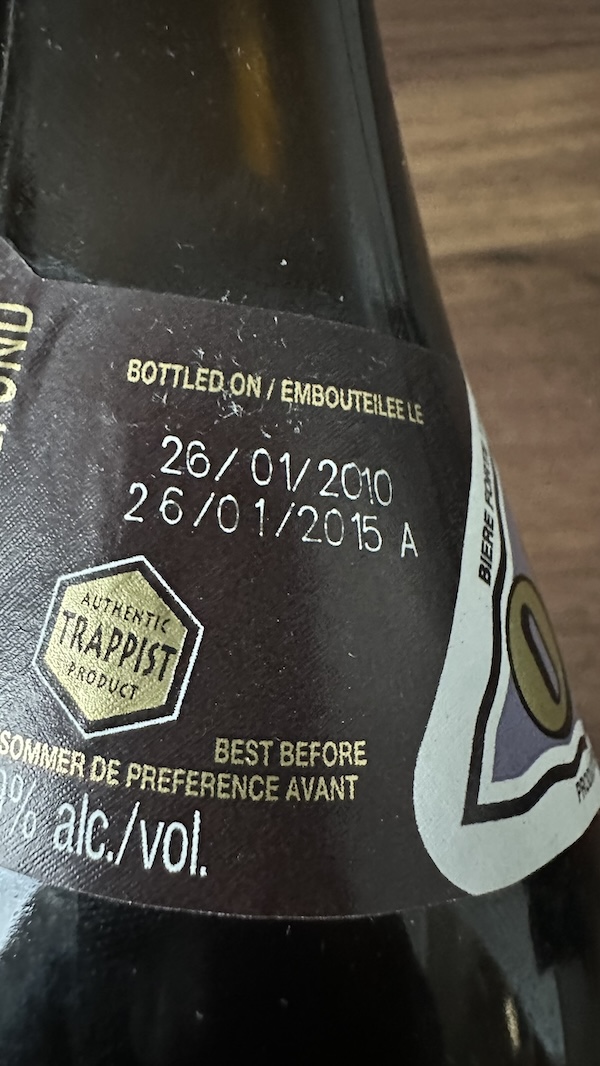 BOTTLED ON / EMBOUTEILEE LE
26/01/2010
26/01/2015 A
AUTHENTIC
TRAPPIST
PRODUCT
BEST BEFORE
SOMMER DE PREFERENCE AVANT
% alc./vol.
BIERE